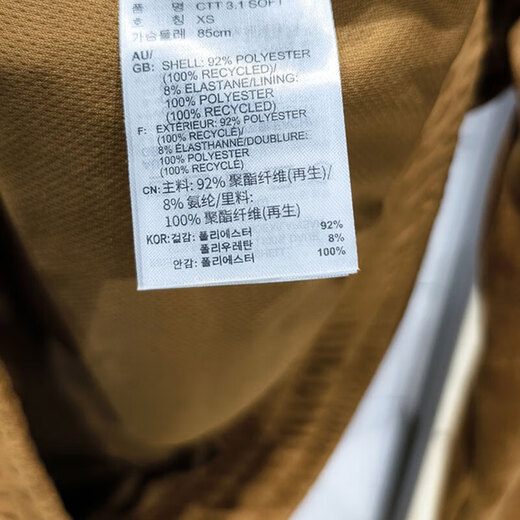 품 명 CTT 3.1 SOFT
호 칭 XS
가슴둘레 85cm
AU/
GB: SHELL: 92% POLYESTER
(100% RECYCLED)/
8% ELASTANE/LINING:
100% POLYESTER
(100% RECYCLED)
F: EXTÉRIEUR: 92% POLYESTER
(100% RECYCLÉ)/
8% ÉLASTHANNE/DOUBLURE:
100% POLYESTER
(100% RECYCLÉ)
CN: 主料: 92% 聚酯纤维(再生)/
8% 氨纶/里料:
100% 聚酯纤维(再生)
KOR: 겉감: 폴리에스터 92%
폴리우레탄 8%
안감: 폴리에스터 100%